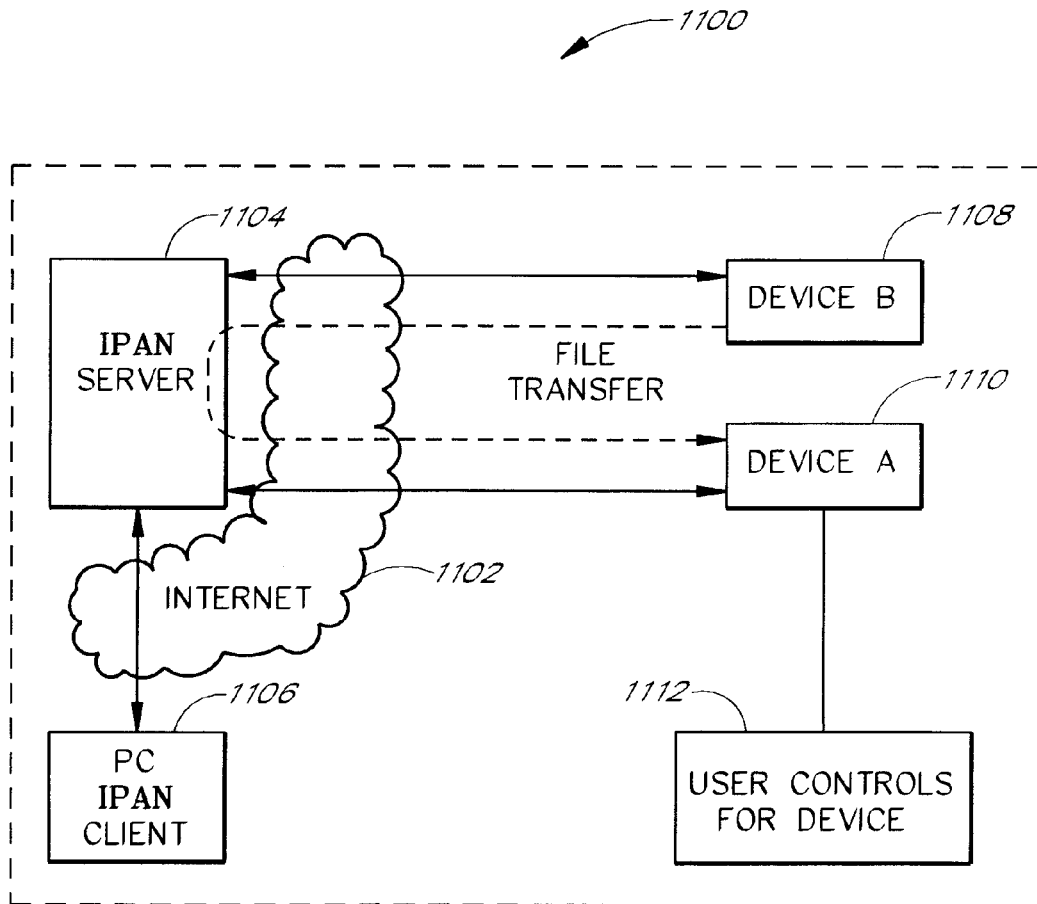 1100
1104
1108
IPAN
SERVER
DEVICE B
FILE
TRANSFER
1110
DEVICE A
INTERNET
1102
1106
1112
PC
IPAN
CLIENT
USER CONTROLS
FOR DEVICE